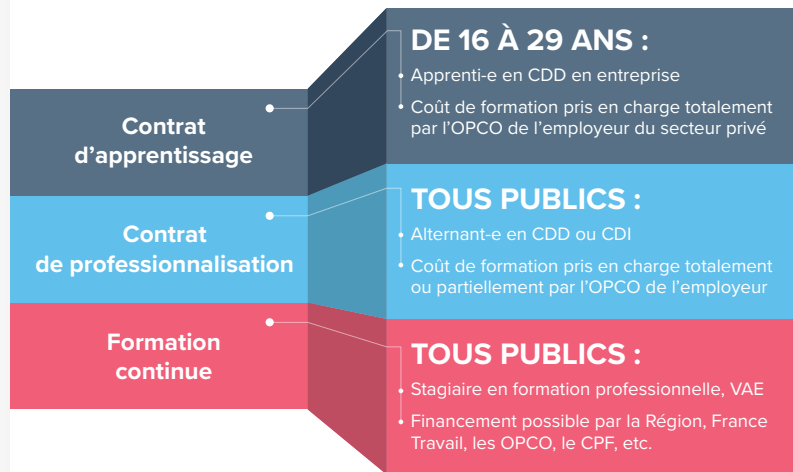 Contrat
d'apprentissage
DE 16 À 29 ANS :
• Apprenti-e en CDD en entreprise
• Coût de formation pris en charge totalement
par l'OPCO de l'employeur du secteur privé
Contrat
de professionnalisation
TOUS PUBLICS :
• Alternant-e en CDD ou CDI
• Coût de formation pris en charge totalement
ou partiellement par l'OPCO de l'employeur
Formation
continue
TOUS PUBLICS :
• Stagiaire en formation professionnelle, VAE
• Financement possible par la Région, France
Travail, les OPCO, le CPF, etc.